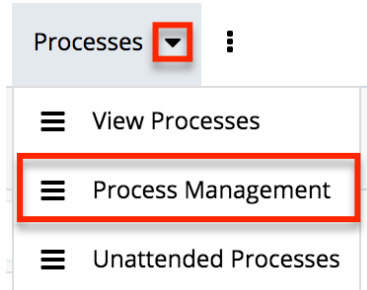 Processes
View Processes
Process Management
Unattended Processes